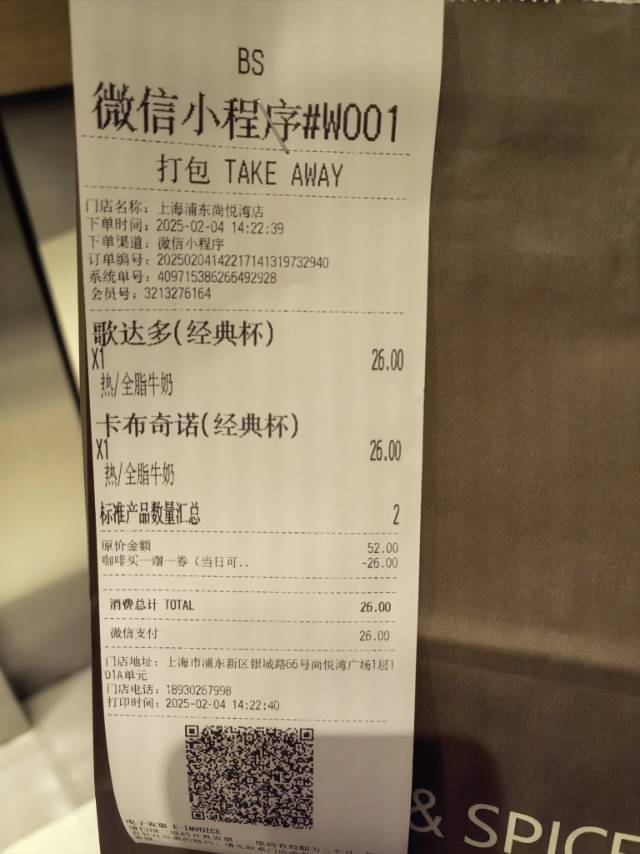 BS
微信小程序#W001
打包 TAKE AWAY
门店名称: 上海浦东尚悦湾店
下单时间: 2025-02-04 14:22:39
下单渠道: 微信小程序
订单编号: 20250204142217141319732940
系统单号: 409715386266492928
会员号: 3213276164
歌达多(经典杯)
X1 26.00
热/全脂牛奶
卡布奇诺(经典杯)
X1 26.00
热/全脂牛奶
标准产品数量汇总 2
原价金额 52.00
咖啡买一赠一券（当日可.. -26.00
消费总计 TOTAL 26.00
微信支付 26.00
门店地址: 上海市浦东新区银城路66号尚悦湾广场1层1
01A单元
门店电话: 18930267998
打印时间: 2025-02-04 14:22:40
电子发票 E-INVOICE
& SPICE